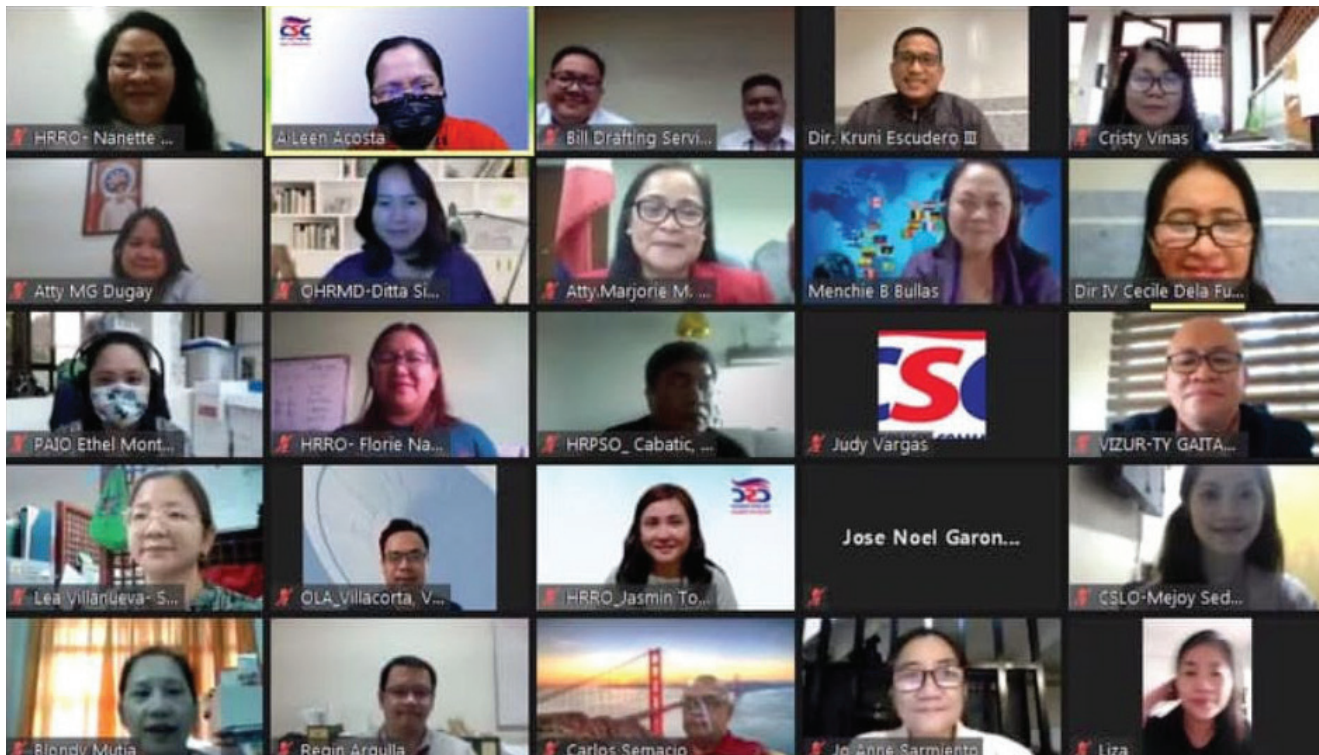 CSC
HRRO- Nanette ...
AiLeen Acosta
Bill Drafting Servi...
Dir. Kruni Escudero III
Cristy Vinas
Atty MG Dugay
OHRMD-Ditta Si...
Atty.Marjorie M. ...
Menchie B Bullas
Dir IV Cecile Dela Fu...
PAIO Ethel Mont...
HRRO- Florie Na...
HRPSO_ Cabatic, ...
CSC
Judy Vargas
VIZUR-TY GAITA...
Lea Villanueva- S...
OLA_Villacorta, V...
HRRO_Jasmin To...
Jose Noel Garon...
CSLO-Mejoy Sed...
Blondy Mutia
Regin Argulla
Carlos Semacio
Jo Anne Sarmiento
Liza